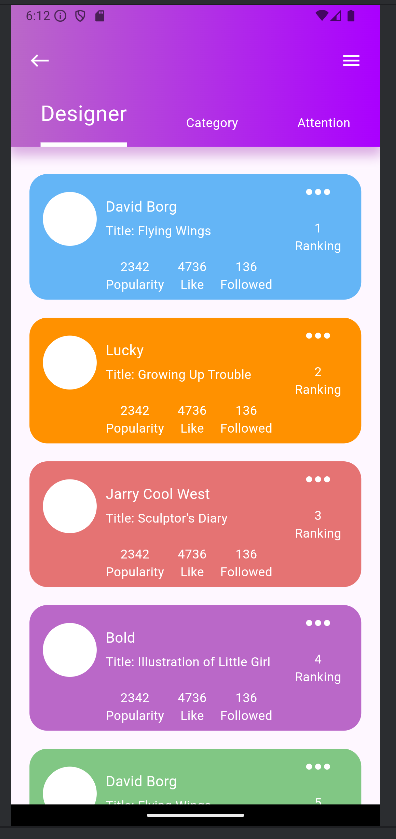 6:12
Designer Category Attention
David Borg
Title: Flying Wings
1
Ranking
2342 4736 136
Popularity Like Followed
Lucky
Title: Growing Up Trouble
2
Ranking
2342 4736 136
Popularity Like Followed
Jarry Cool West
Title: Sculptor's Diary
3
Ranking
2342 4736 136
Popularity Like Followed
Bold
Title: Illustration of Little Girl
4
Ranking
2342 4736 136
Popularity Like Followed
David Borg
Title: Flying Wings
5